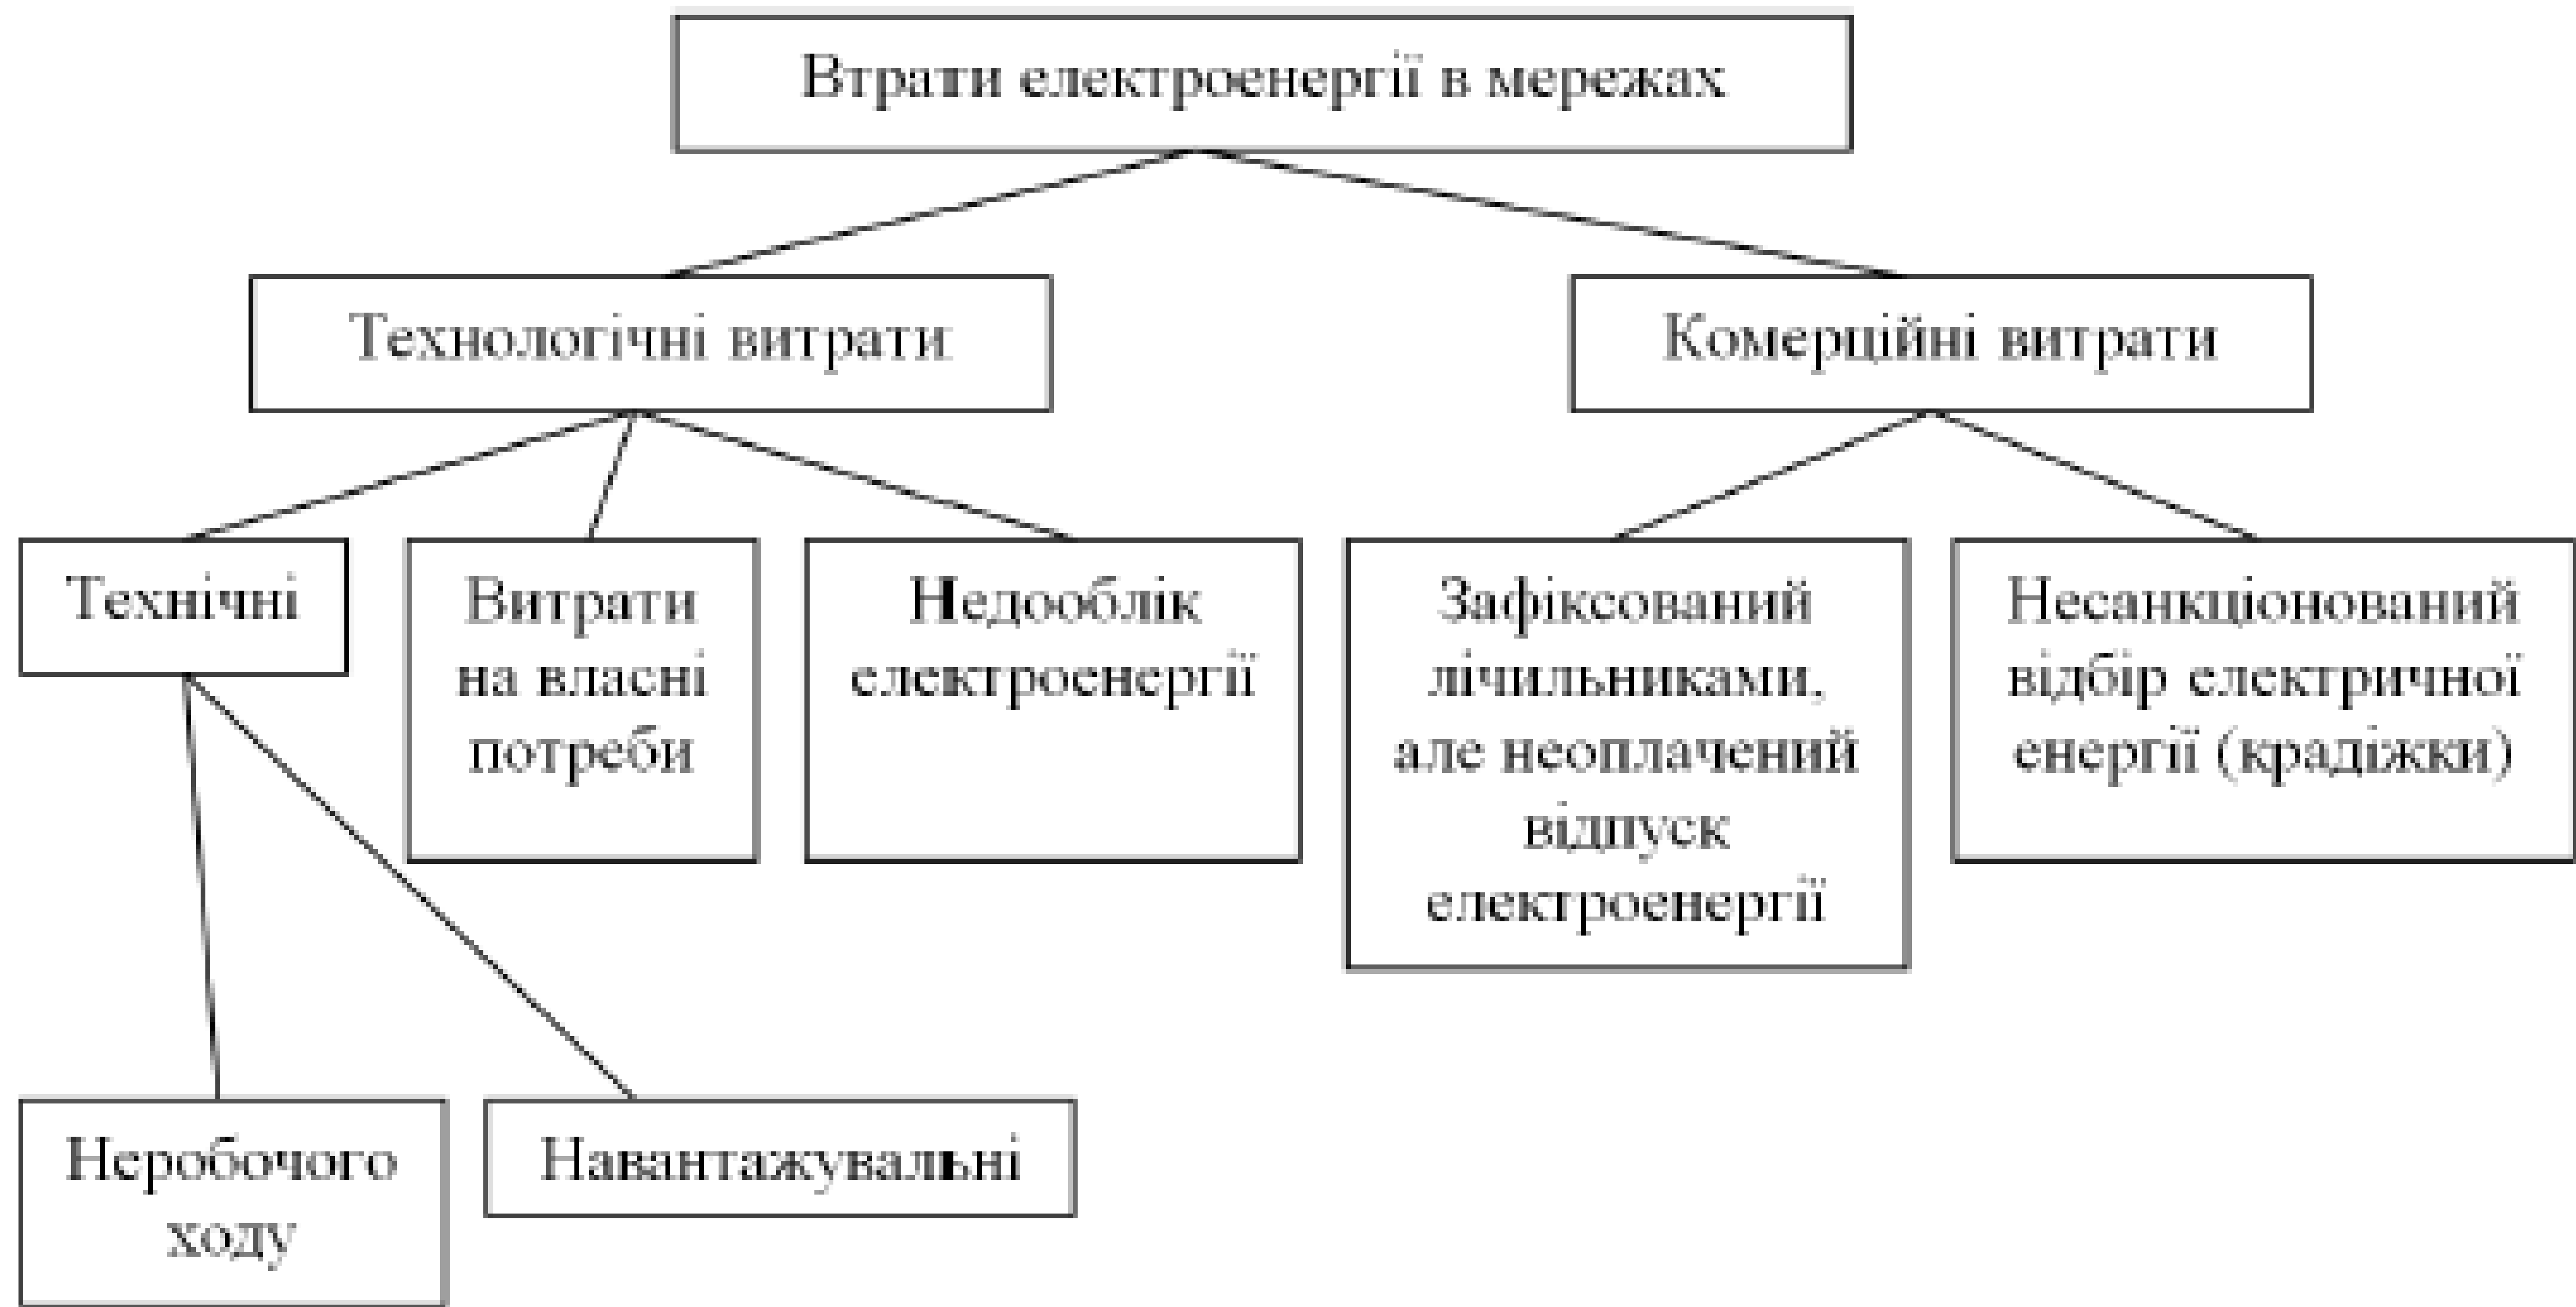 Втрати електроенергії в мережах
Технологічні витрати
Комерційні витрати
Технічні
Витрати
на власні
потреби
Недооблік
електроенергії
Зафіксований
лічильниками,
але неоплачений
відпуск
електроенергії
Несанкціонований
відбір електричної
енергії (крадіжки)
Неробочого
ходу
Навантажувальні